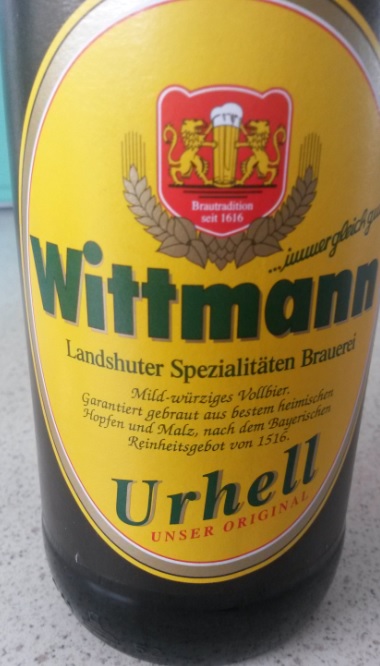 Brautradition
seit 1616
...immer gleich
Wittmann
Landshuter Spezialitäten Brauerei
Mild-würziges Vollbier.
Garantiert gebraut aus bestem heimischen
Hopfen und Malz, nach dem Bayerischen
Reinheitsgebot von 1516.
Urhell
UNSER ORIGINAL